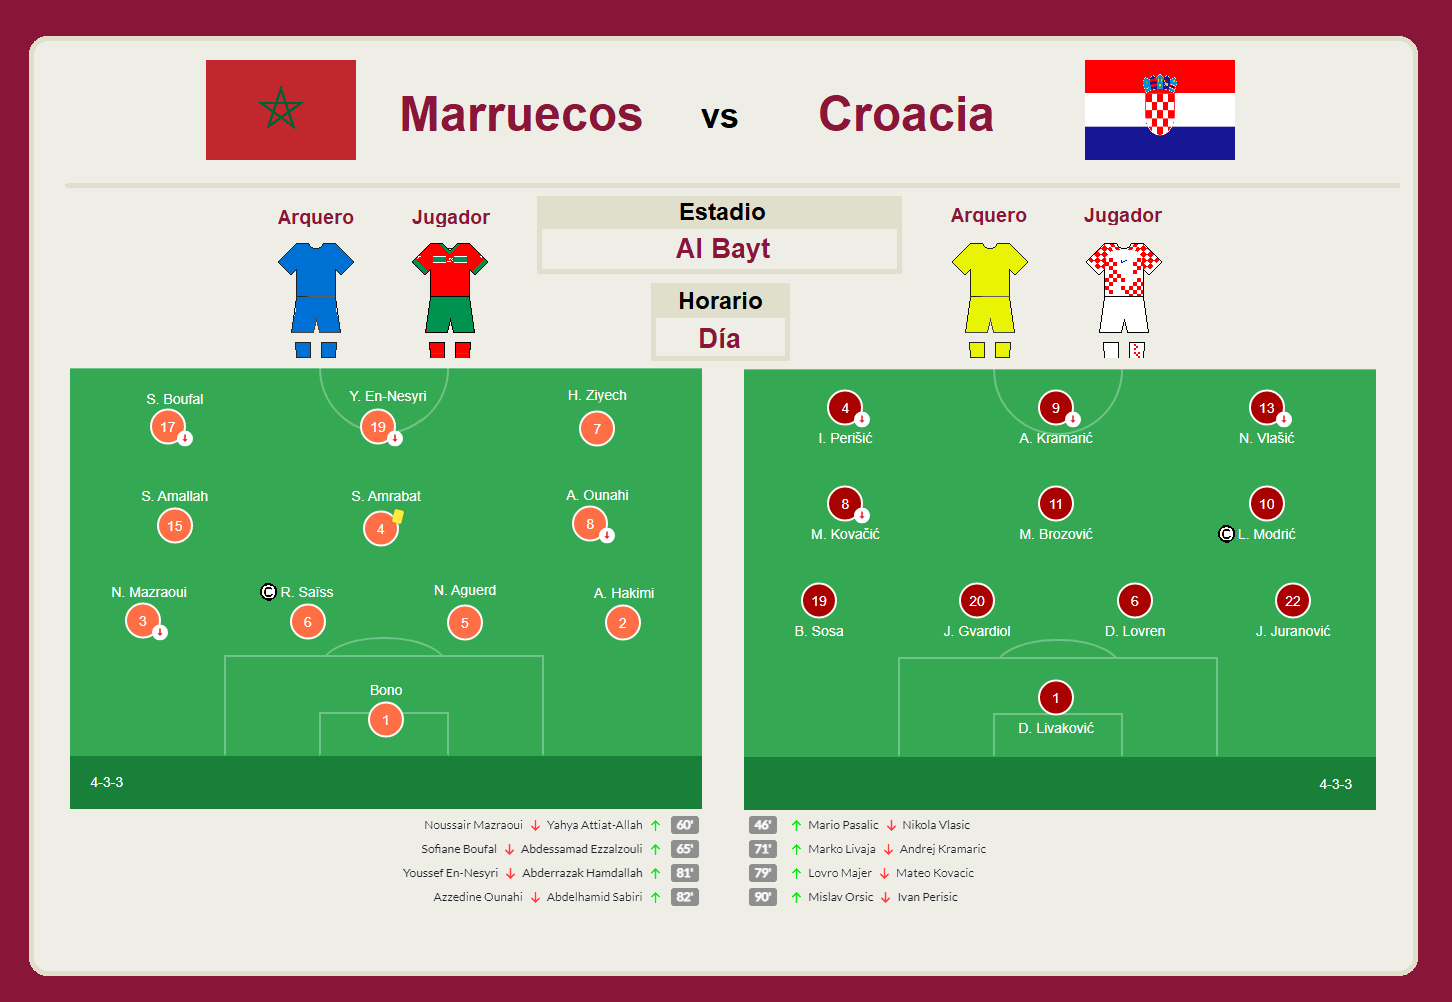 Marruecos vs Croacia
Arquero Jugador
Estadio
Al Bayt
Horario
Día
Arquero Jugador
S. Boufal Y. En-Nesyri H. Ziyech
17 19 7
S. Amallah S. Amrabat A. Ounahi
15 4 8
N. Mazraoui © R. Saïss N. Aguerd A. Hakimi
3 6 5 2
Bono
1
4-3-3
4 9 13
I. Perišić A. Kramarić N. Vlašić
8 11 10
M. Kovačić M. Brozović © L. Modrić
19 20 6 22
B. Sosa J. Gvardiol D. Lovren J. Juranović
1
D. Livaković
4-3-3
Noussair Mazraoui ↓ Yahya Attiat-Allah ↑ 60'
Sofiane Boufal ↓ Abdessamad Ezzalzouli ↑ 65'
Youssef En-Nesyri ↓ Abderrazak Hamdallah ↑ 81'
Azzedine Ounahi ↓ Abdelhamid Sabiri ↑ 82'
46' ↑ Mario Pasalic ↓ Nikola Vlasic
71' ↑ Marko Livaja ↓ Andrej Kramaric
79' ↑ Lovro Majer ↓ Mateo Kovacic
90' ↑ Mislav Orsic ↓ Ivan Perisic